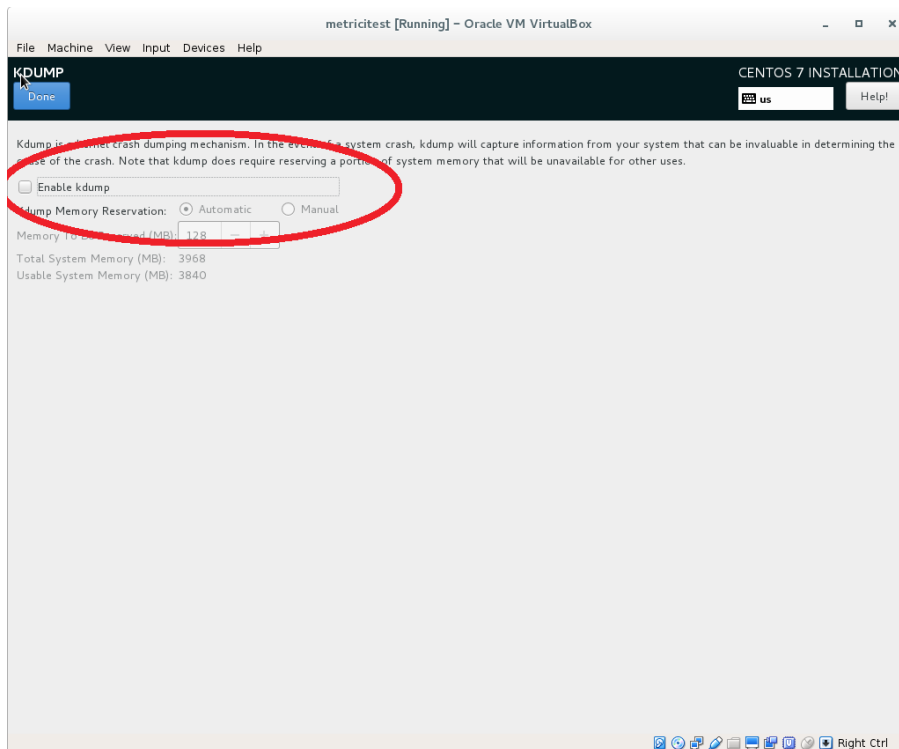 metricitest [Running] – Oracle VM VirtualBox
File Machine View Input Devices Help
KDUMP
CENTOS 7 INSTALLATION
Done
us
Help!
Kdump is a kernel crash dumping mechanism. In the event of a system crash, kdump will capture information from your system that can be invaluable in determining the
cause of the crash. Note that kdump does require reserving a portion of system memory that will be unavailable for other uses.
Enable kdump
Kdump Memory Reservation: Automatic Manual
Memory To Be Reserved (MB): 128 − +
Total System Memory (MB): 3968
Usable System Memory (MB): 3840
Right Ctrl